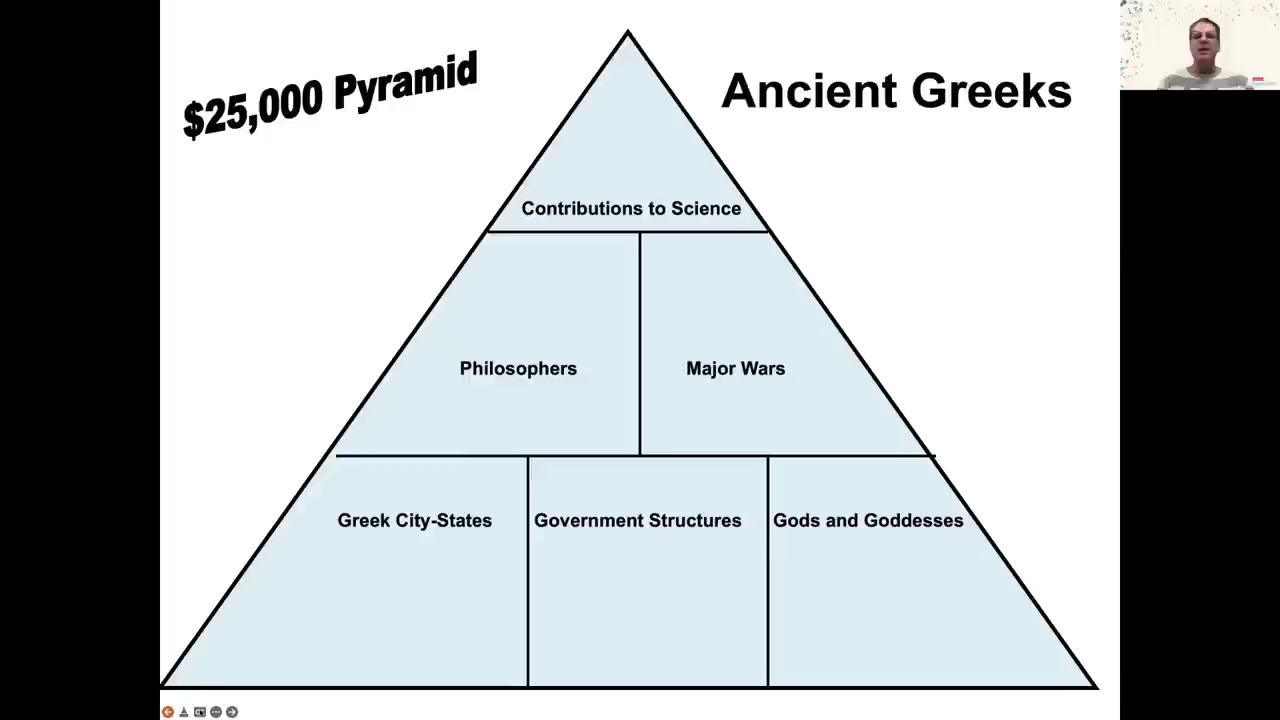 $25,000 Pyramid
Ancient Greeks
Contributions to Science
Philosophers
Major Wars
Greek City-States
Government Structures
Gods and Goddesses